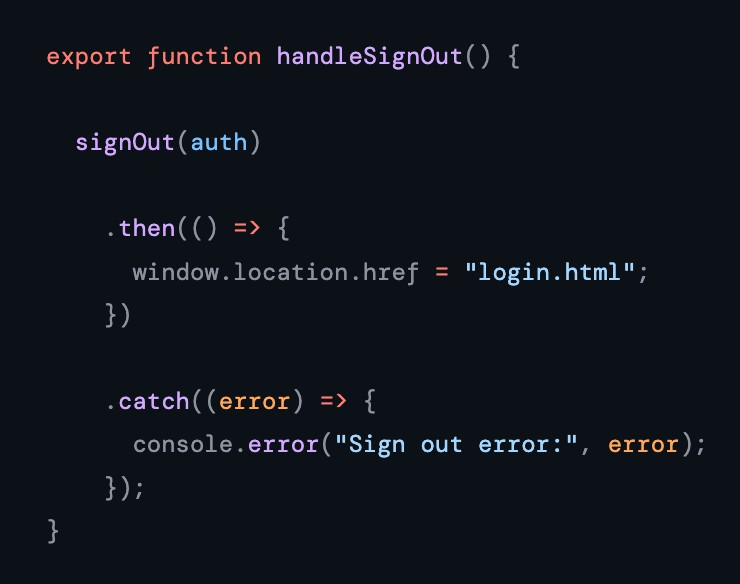 export function handleSignOut() {
signOut(auth)
.then(() => {
window.location.href = "login.html";
})
.catch((error) => {
console.error("Sign out error:", error);
});
}